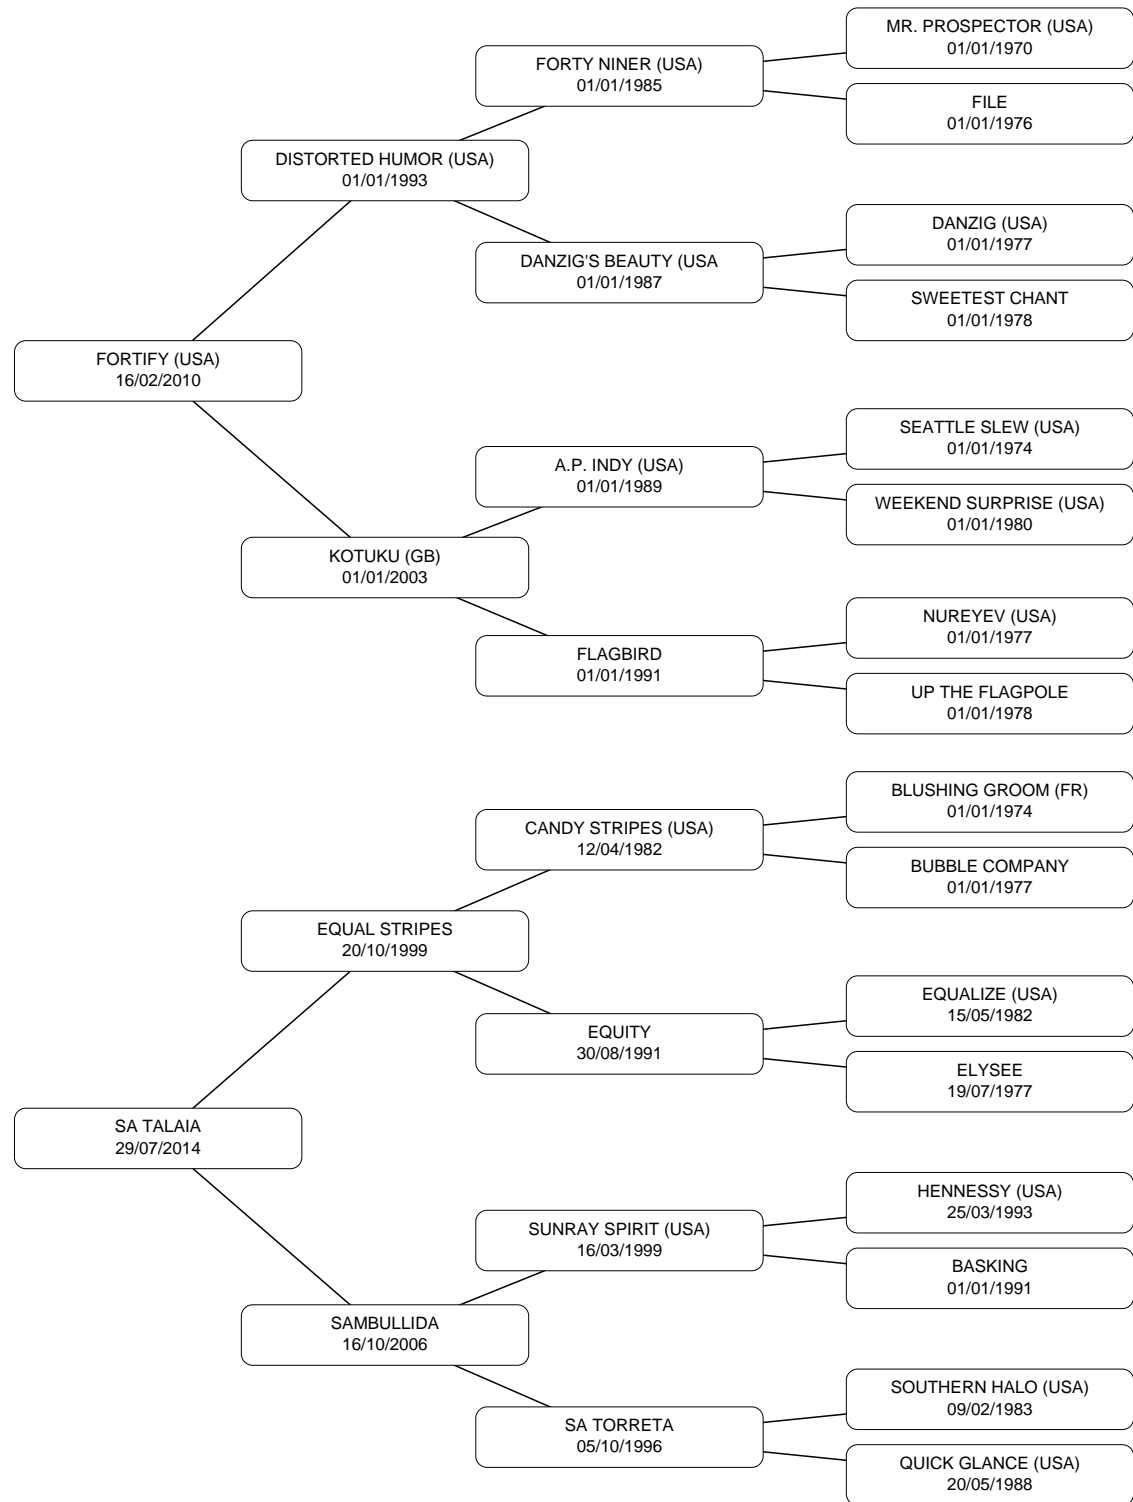 MR. PROSPECTOR (USA)
01/01/1970
FORTY NINER (USA)
01/01/1985
FILE
01/01/1976
DISTORTED HUMOR (USA)
01/01/1993
DANZIG (USA)
01/01/1977
DANZIG'S BEAUTY (USA
01/01/1987
SWEETEST CHANT
01/01/1978
FORTIFY (USA)
16/02/2010
SEATTLE SLEW (USA)
01/01/1974
A.P. INDY (USA)
01/01/1989
WEEKEND SURPRISE (USA)
01/01/1980
KOTUKU (GB)
01/01/2003
NUREYEV (USA)
01/01/1977
FLAGBIRD
01/01/1991
UP THE FLAGPOLE
01/01/1978
BLUSHING GROOM (FR)
01/01/1974
CANDY STRIPES (USA)
12/04/1982
BUBBLE COMPANY
01/01/1977
EQUAL STRIPES
20/10/1999
EQUALIZE (USA)
15/05/1982
EQUITY
30/08/1991
ELYSEE
19/07/1977
SA TALAIA
29/07/2014
HENNESSY (USA)
25/03/1993
SUNRAY SPIRIT (USA)
16/03/1999
BASKING
01/01/1991
SAMBULLIDA
16/10/2006
SOUTHERN HALO (USA)
09/02/1983
SA TORRETA
05/10/1996
QUICK GLANCE (USA)
20/05/1988